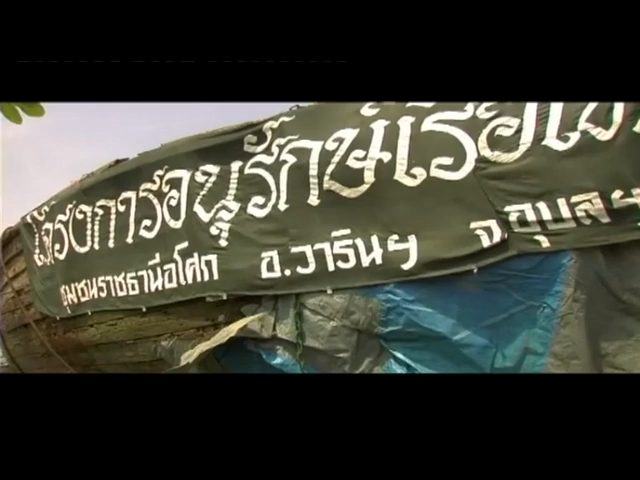 โครงการอนุรักษ์เรือ
ชุมชนราชธานีอโศก อ.วารินฯ จ.อุบลฯ